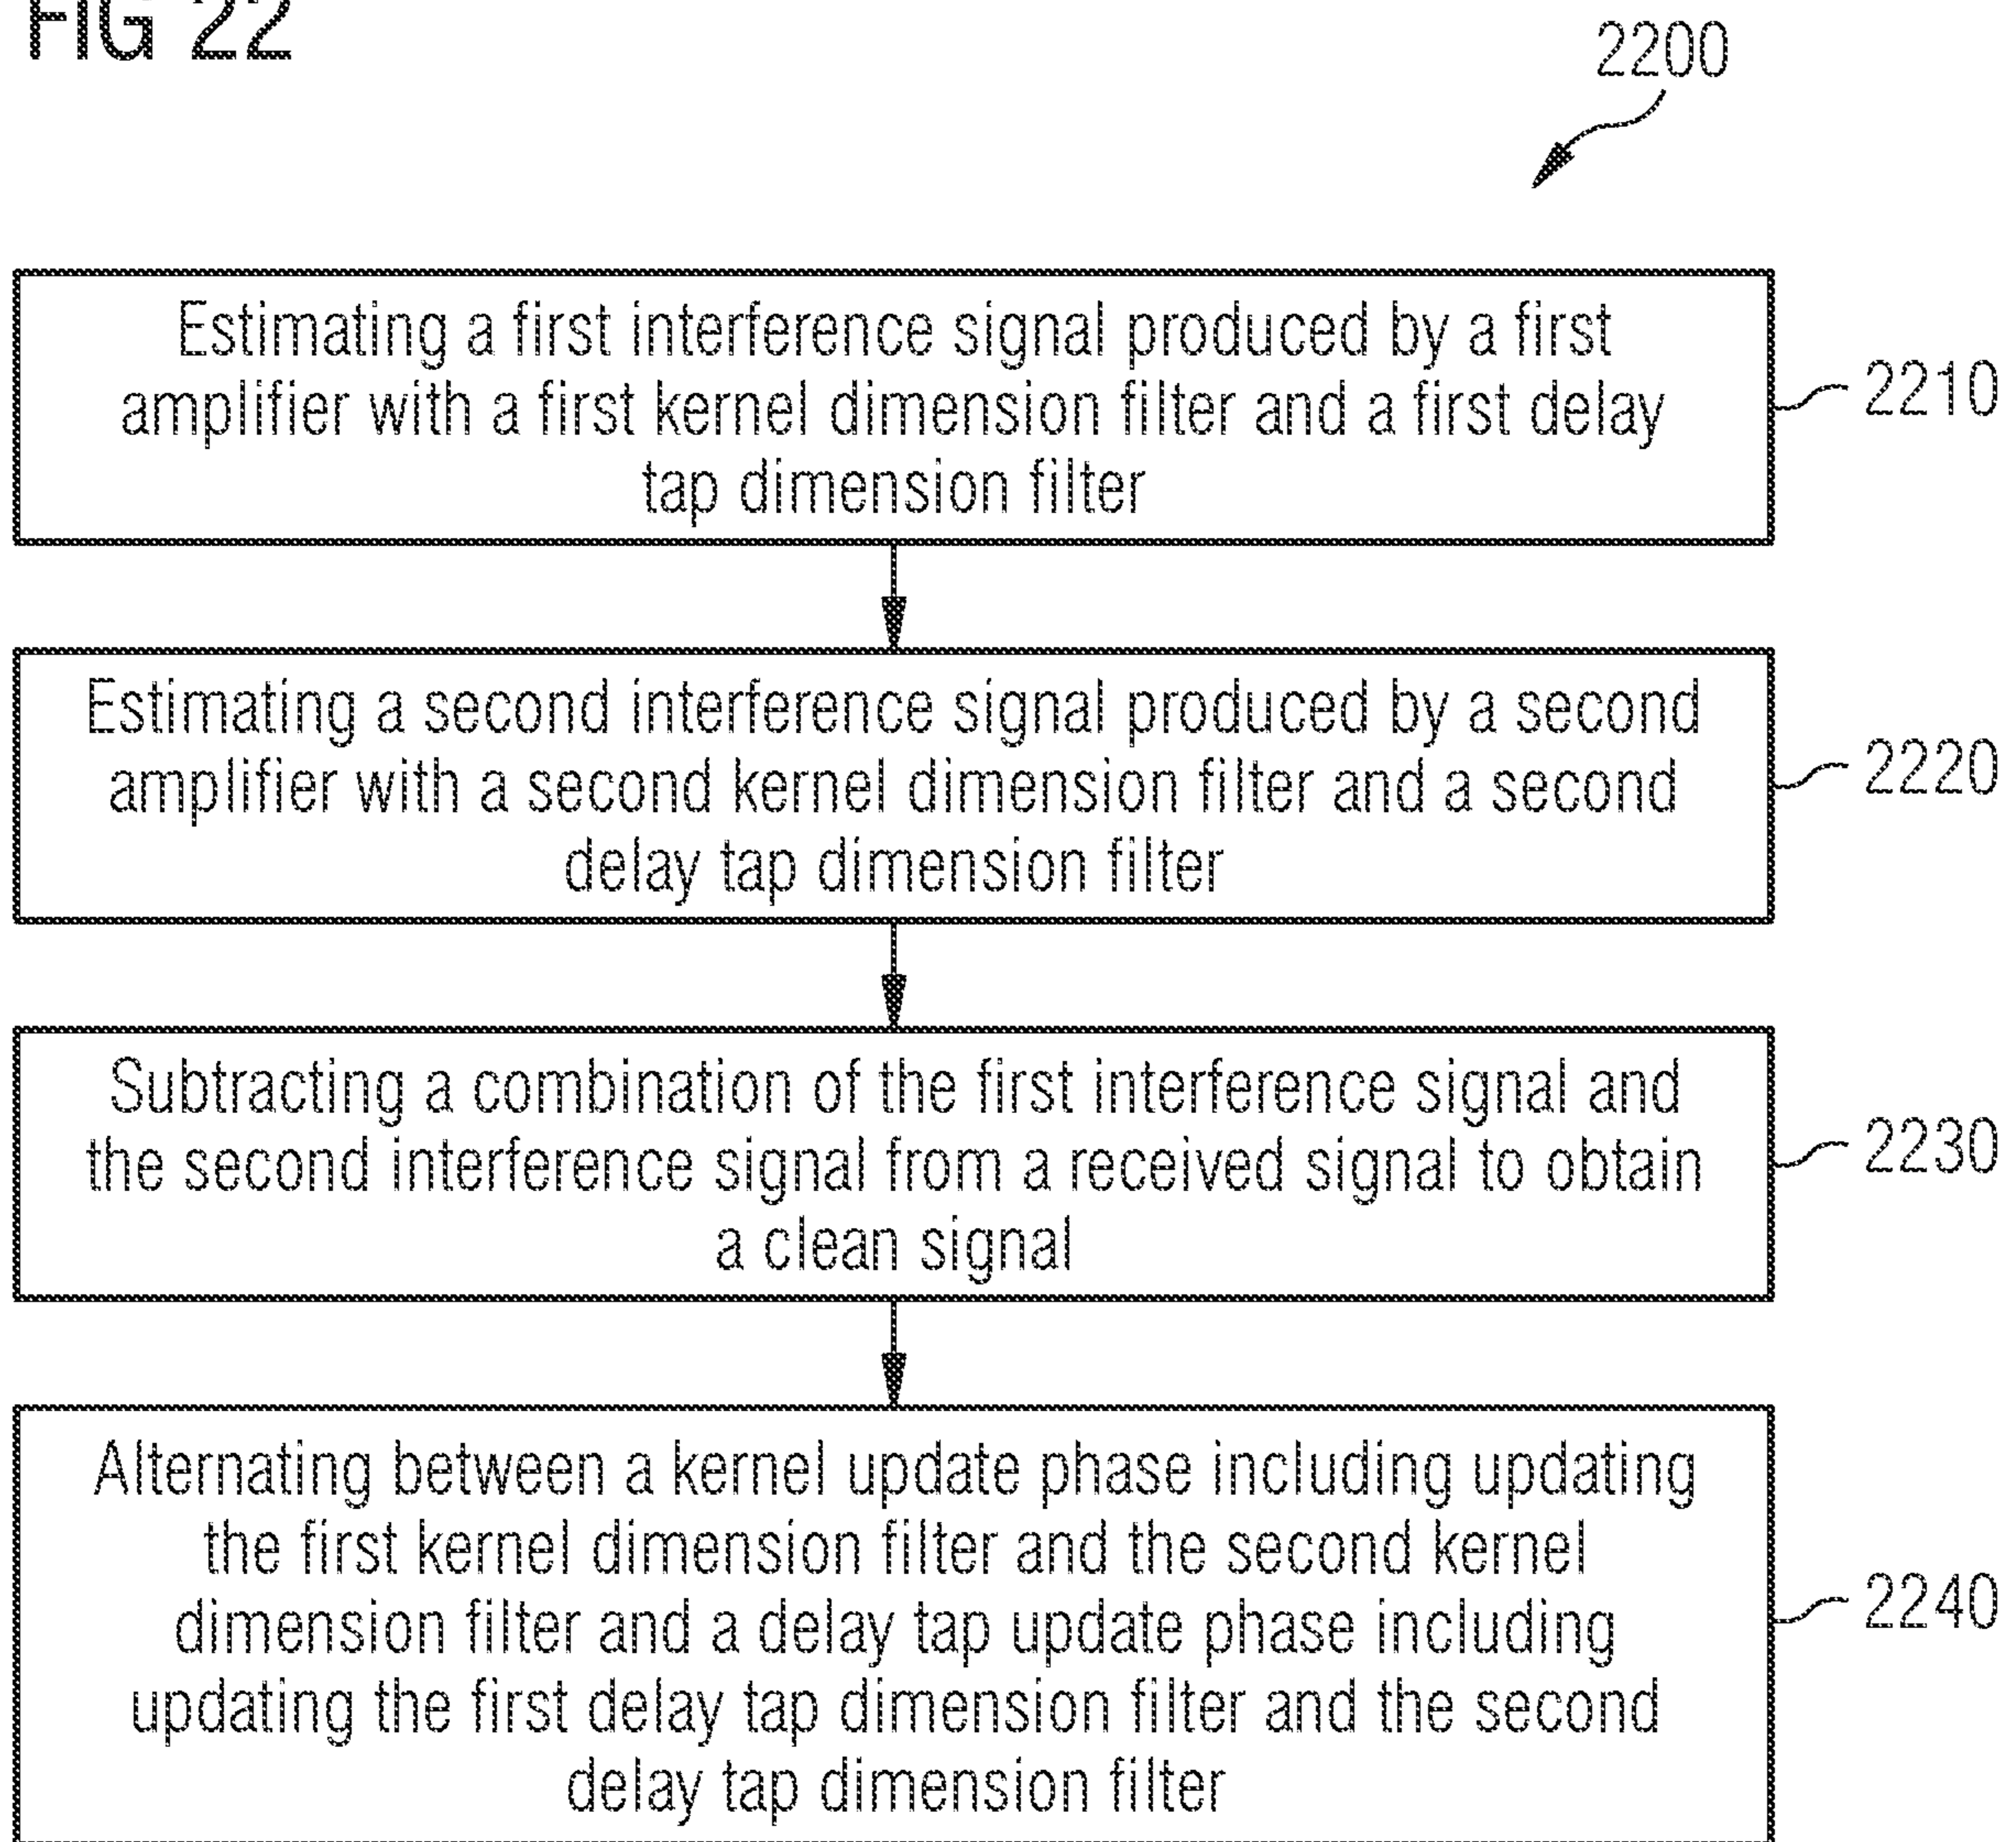 FIG 22
2200
Estimating a first interference signal produced by a first
amplifier with a first kernel dimension filter and a first delay
tap dimension filter
2210
Estimating a second interference signal produced by a second
amplifier with a second kernel dimension filter and a second
delay tap dimension filter
2220
Subtracting a combination of the first interference signal and
the second interference signal from a received signal to obtain
a clean signal
2230
Alternating between a kernel update phase including updating
the first kernel dimension filter and the second kernel
dimension filter and a delay tap update phase including
updating the first delay tap dimension filter and the second
delay tap dimension filter
2240